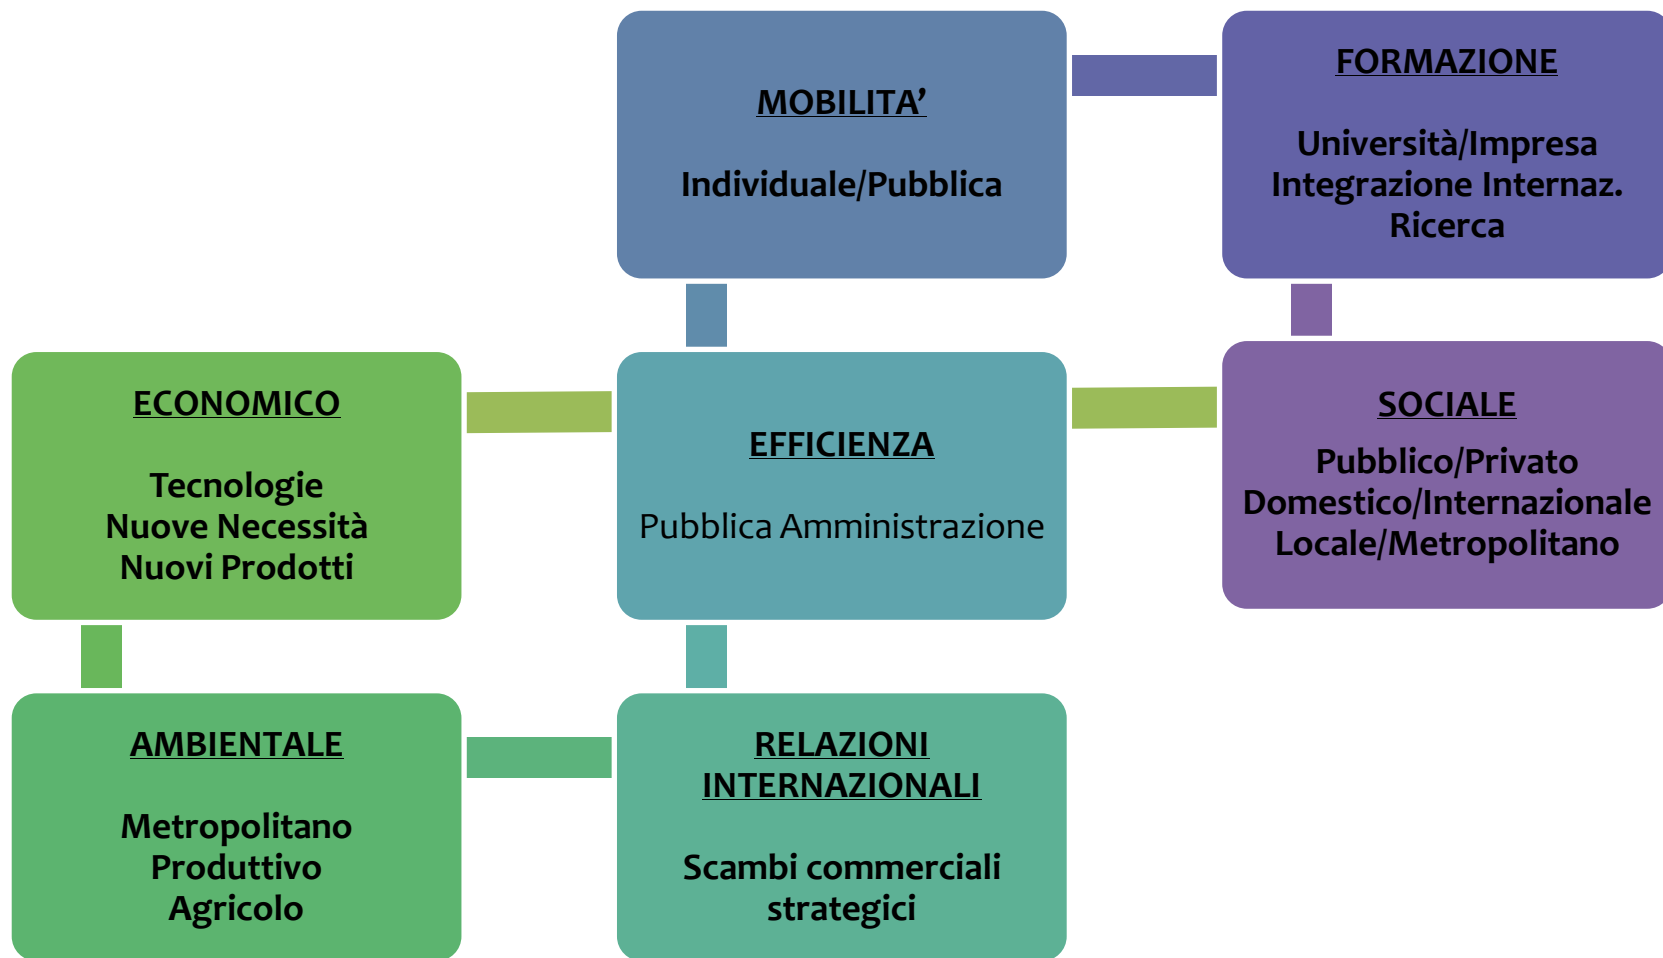 MOBILITA’
Individuale/Pubblica
FORMAZIONE
Università/Impresa
Integrazione Internaz.
Ricerca
ECONOMICO
Tecnologie
Nuove Necessità
Nuovi Prodotti
EFFICIENZA
Pubblica Amministrazione
SOCIALE
Pubblico/Privato
Domestico/Internazionale
Locale/Metropolitano
AMBIENTALE
Metropolitano
Produttivo
Agricolo
RELAZIONI
INTERNAZIONALI
Scambi commerciali
strategici